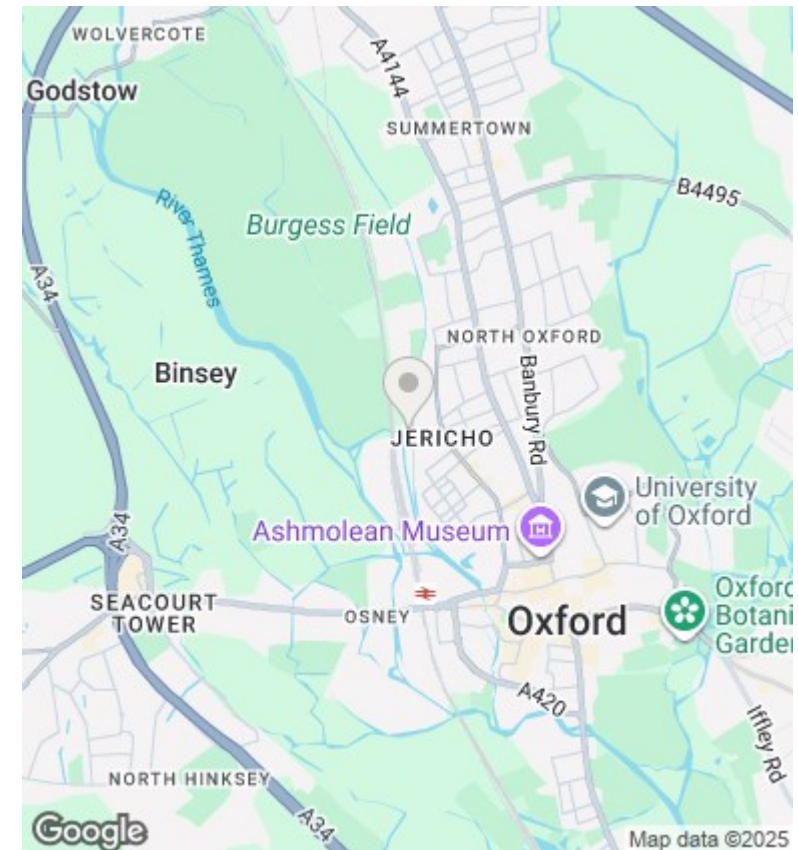 WOLVERCOTE
Godstow
A4144
SUMMERTOWN
B4495
River Thames
Burgess Field
A34
NORTH OXFORD
Binsey
Banbury Rd
JERICHO
University
of Oxford
Ashmolean Museum
A34
SEACOURT
TOWER
OSNEY
Oxford
Oxford
Botani
Garden
A420
Iffley Rd
NORTH HINKSEY
A34
Google
Map data ©2025